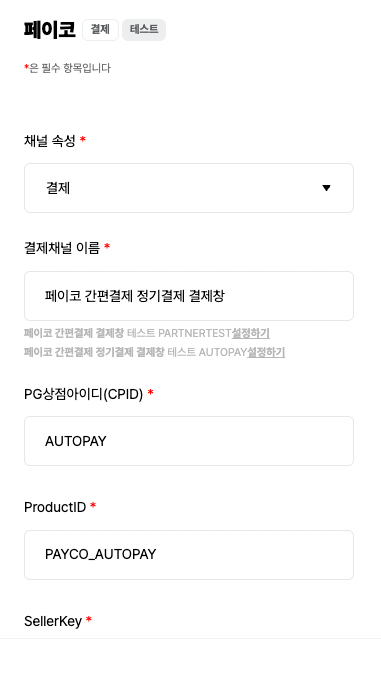 페이코 결제 테스트
*은 필수 항목입니다
채널 속성 *
결제
결제채널 이름 *
페이코 간편결제 정기결제 결제창
페이코 간편결제 결제창 테스트 PARTNERTEST설정하기
페이코 간편결제 정기결제 결제창 테스트 AUTOPAY설정하기
PG상점아이디(CPID) *
AUTOPAY
ProductID *
PAYCO_AUTOPAY
SellerKey *